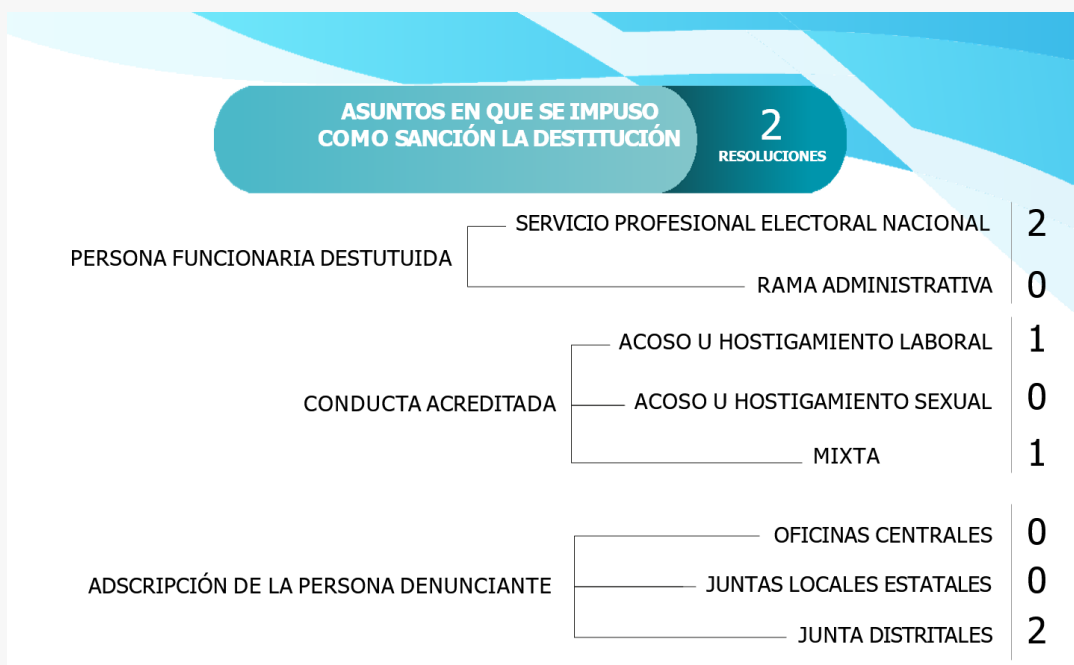 ASUNTOS EN QUE SE IMPUSO
COMO SANCIÓN LA DESTITUCIÓN
2
RESOLUCIONES
PERSONA FUNCIONARIA DESTUTUIDA
SERVICIO PROFESIONAL ELECTORAL NACIONAL 2
RAMA ADMINISTRATIVA 0
CONDUCTA ACREDITADA
ACOSO U HOSTIGAMIENTO LABORAL 1
ACOSO U HOSTIGAMIENTO SEXUAL 0
MIXTA 1
ADSCRIPCIÓN DE LA PERSONA DENUNCIANTE
OFICINAS CENTRALES 0
JUNTAS LOCALES ESTATALES 0
JUNTA DISTRITALES 2